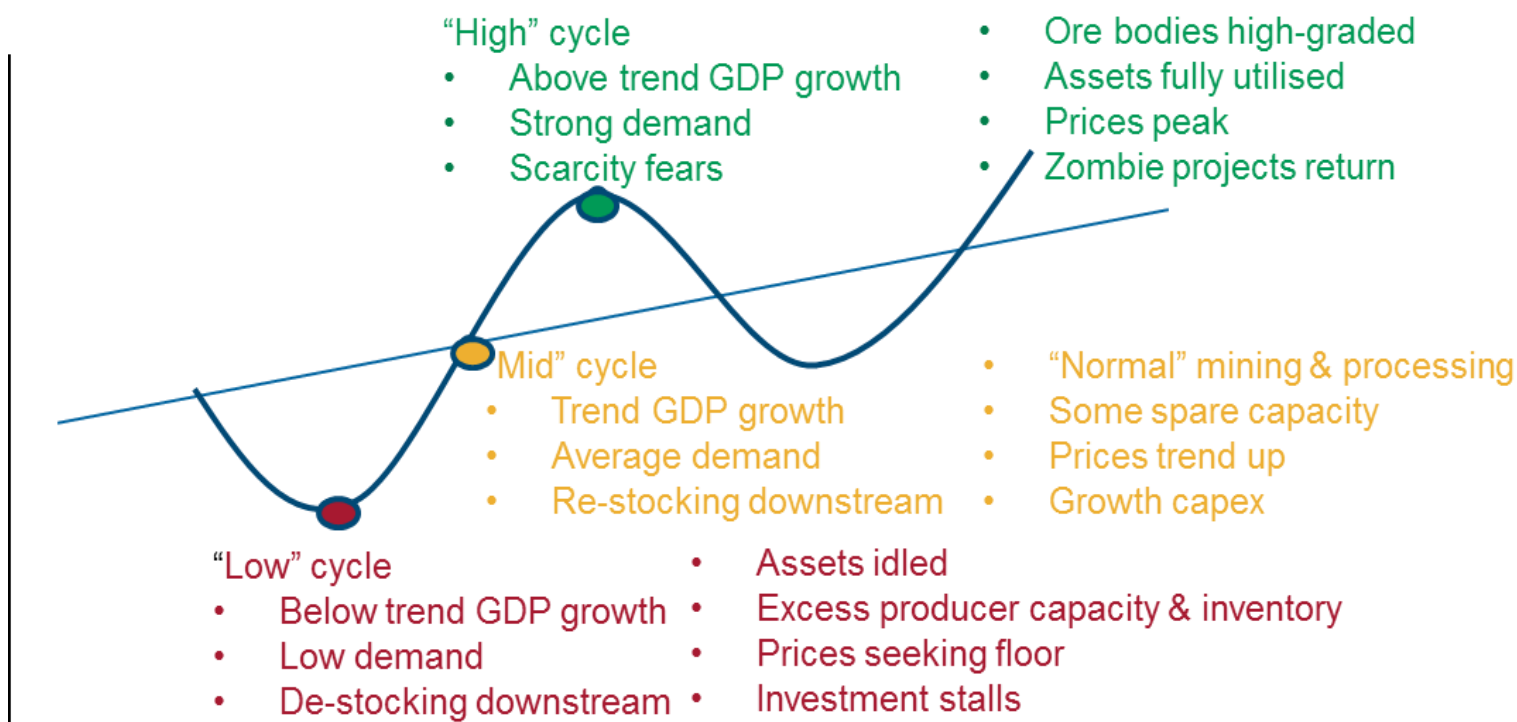 “High” cycle
• Above trend GDP growth
• Strong demand
• Scarcity fears
• Ore bodies high-graded
• Assets fully utilised
• Prices peak
• Zombie projects return
Mid” cycle
• Trend GDP growth
• Average demand
• Re-stocking downstream
• “Normal” mining & processing
• Some spare capacity
• Prices trend up
• Growth capex
“Low” cycle
• Below trend GDP growth
• Low demand
• De-stocking downstream
• Assets idled
• Excess producer capacity & inventory
• Prices seeking floor
• Investment stalls